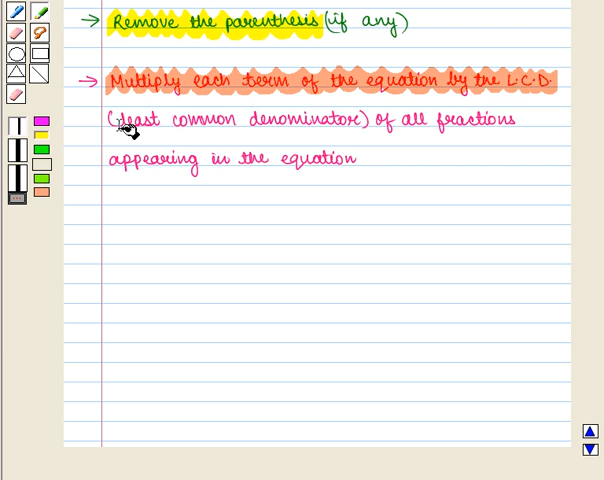 → Remove the parenthesis (if any)
→ Multiply each term of the equation by the L.C.D.
(least common denominator) of all fractions
appearing in the equation